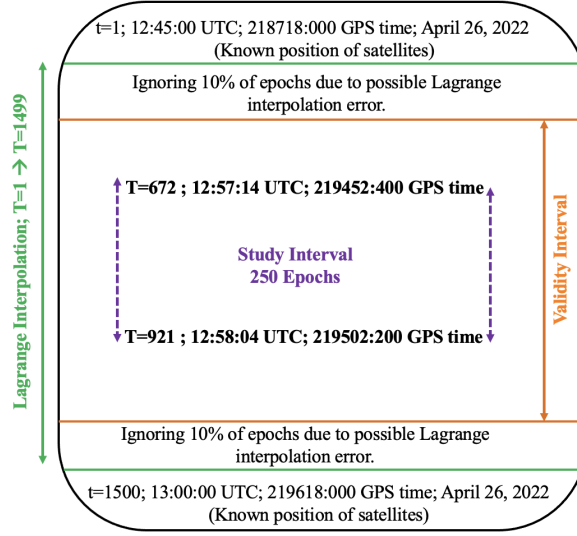 t=1; 12:45:00 UTC; 218718:000 GPS time; April 26, 2022
(Known position of satellites)
Ignoring 10% of epochs due to possible Lagrange
interpolation error.
Lagrange Interpolation; T=1 → T=1499
T=672 ; 12:57:14 UTC; 219452:400 GPS time
Study Interval
250 Epochs
Validity Interval
T=921 ; 12:58:04 UTC; 219502:200 GPS time
Ignoring 10% of epochs due to possible Lagrange
interpolation error.
t=1500; 13:00:00 UTC; 219618:000 GPS time; April 26, 2022
(Known position of satellites)